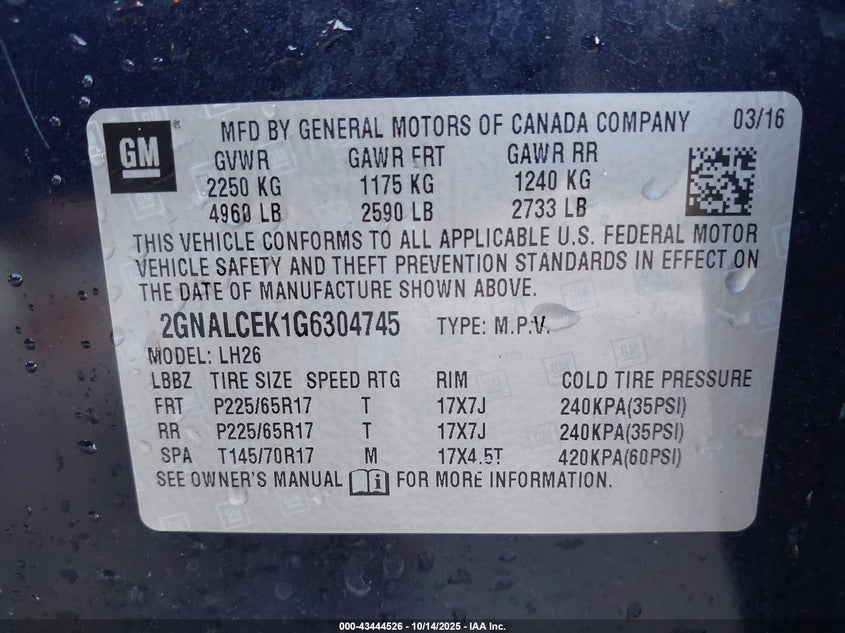 GM ® MFD BY GENERAL MOTORS OF CANADA COMPANY 03/16
GVWR GAWR FRT GAWR RR
2250 KG 1175 KG 1240 KG
4960 LB 2590 LB 2733 LB
THIS VEHICLE CONFORMS TO ALL APPLICABLE U.S. FEDERAL MOTOR
VEHICLE SAFETY AND THEFT PREVENTION STANDARDS IN EFFECT ON
THE DATE OF MANUFACTURE SHOWN ABOVE.
2GNALCEK1G6304745 TYPE: M.P.V.
MODEL: LH26
LBBZ TIRE SIZE SPEED RTG RIM COLD TIRE PRESSURE
FRT P225/65R17 T 17X7J 240KPA(35PSI)
RR P225/65R17 T 17X7J 240KPA(35PSI)
SPA T145/70R17 M 17X4.5T 420KPA(60PSI)
SEE OWNER'S MANUAL FOR MORE INFORMATION.
000-43444526 - 10/14/2025 - IAA Inc.